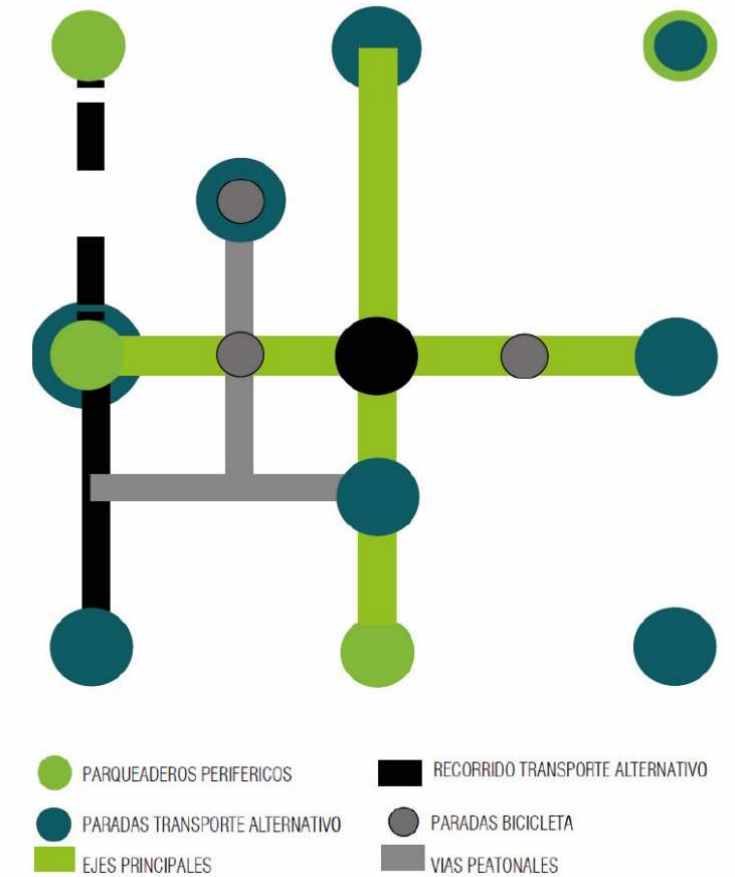 PARQUEADEROS PERIFERICOS
RECORRIDO TRANSPORTE ALTERNATIVO
PARADAS TRANSPORTE ALTERNATIVO
PARADAS BICICLETA
EJES PRINCIPALES
VIAS PEATONALES